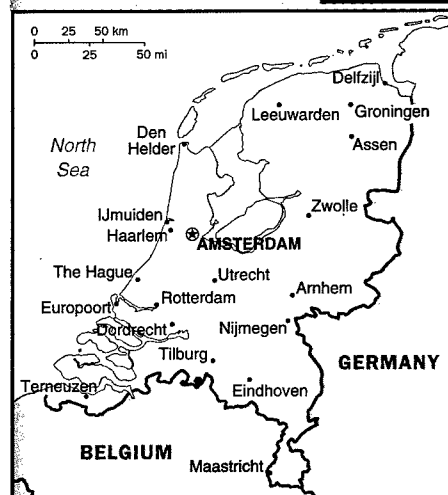 0 25 50 km
0 25 50 mi
Delfzijl
Leeuwarden
Groningen
Assen
North
Sea
Den
Helder
Zwolle
IJmuiden
Haarlem
AMSTERDAM
The Hague
Utrecht
Arnhem
Europoort
Rotterdam
Dordrecht
Nijmegen
Tilburg
GERMANY
Terneuzen
Eindhoven
BELGIUM
Maastricht